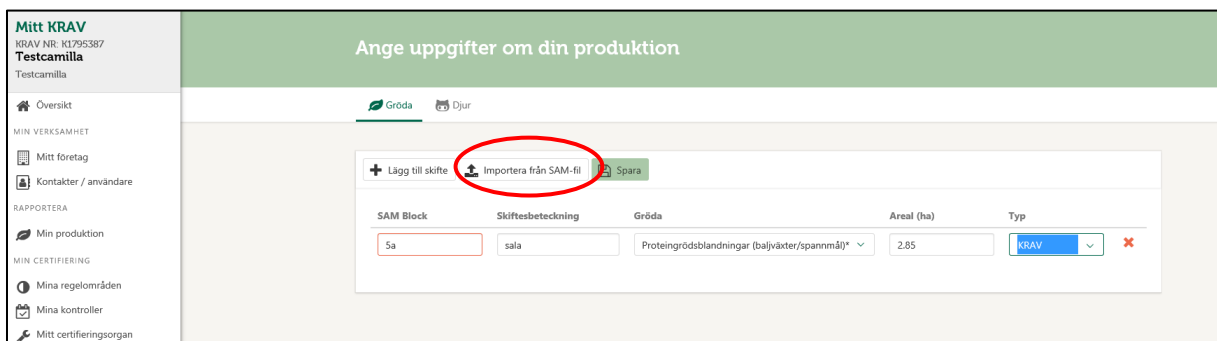 Mitt KRAV
KRAV NR: K1795387
Testcamilla
Testcamilla
Översikt
MIN VERKSAMHET
Mitt företag
Kontakter / användare
RAPPORTERA
Min produktion
MIN CERTIFIERING
Mina regelområden
Mina kontroller
Mitt certifieringsorgan
Ange uppgifter om din produktion
Gröda Djur
Lägg till skifte Importera från SAM-fil Spara
SAM Block Skiftesbeteckning Gröda Areal (ha) Typ
5a sala Proteingrödsblandningar (baljväxter/spannmål)* 2.85 KRAV